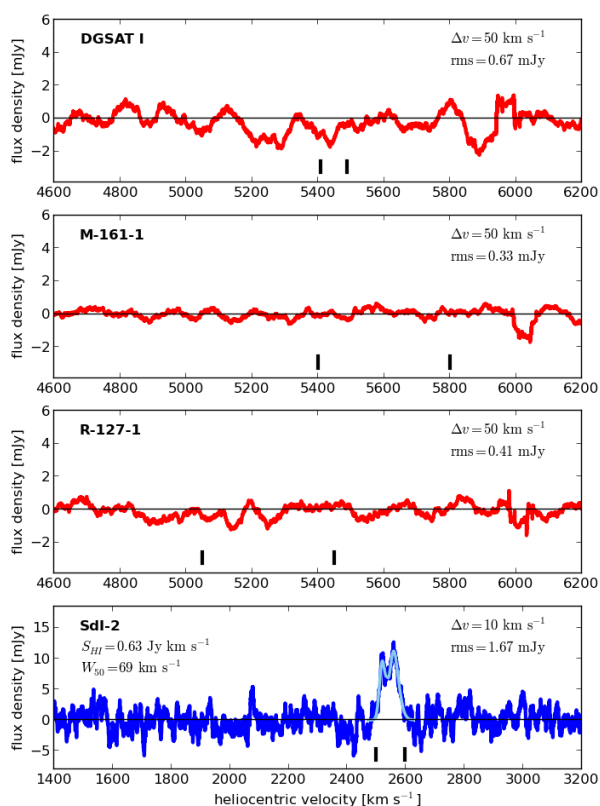 DGSAT I
Δv = 50 km s⁻¹
rms = 0.67 mJy
flux density [mJy]
6
4
2
0
−2
4600 4800 5000 5200 5400 5600 5800 6000 6200
M-161-1
Δv = 50 km s⁻¹
rms = 0.33 mJy
flux density [mJy]
6
4
2
0
−2
4600 4800 5000 5200 5400 5600 5800 6000 6200
R-127-1
Δv = 50 km s⁻¹
rms = 0.41 mJy
flux density [mJy]
6
4
2
0
−2
4600 4800 5000 5200 5400 5600 5800 6000 6200
SdI-2
S_HI = 0.63 Jy km s⁻¹
W₅₀ = 69 km s⁻¹
Δv = 10 km s⁻¹
rms = 1.67 mJy
flux density [mJy]
15
10
5
0
−5
1400 1600 1800 2000 2200 2400 2600 2800 3000 3200
heliocentric velocity [km s⁻¹]